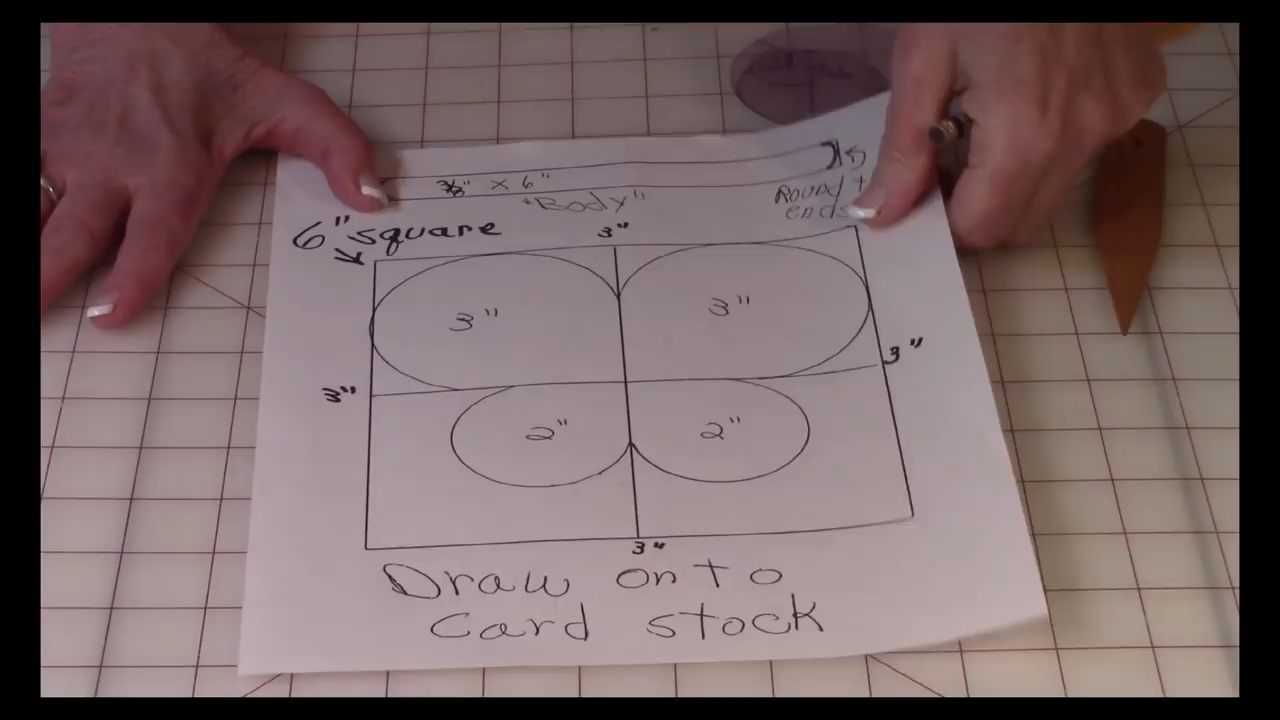 3/8" x 6"
"Body"
Round
ends
6" square
3"
3"
3"
3"
3"
2"
2"
3"
Draw onto
card stock